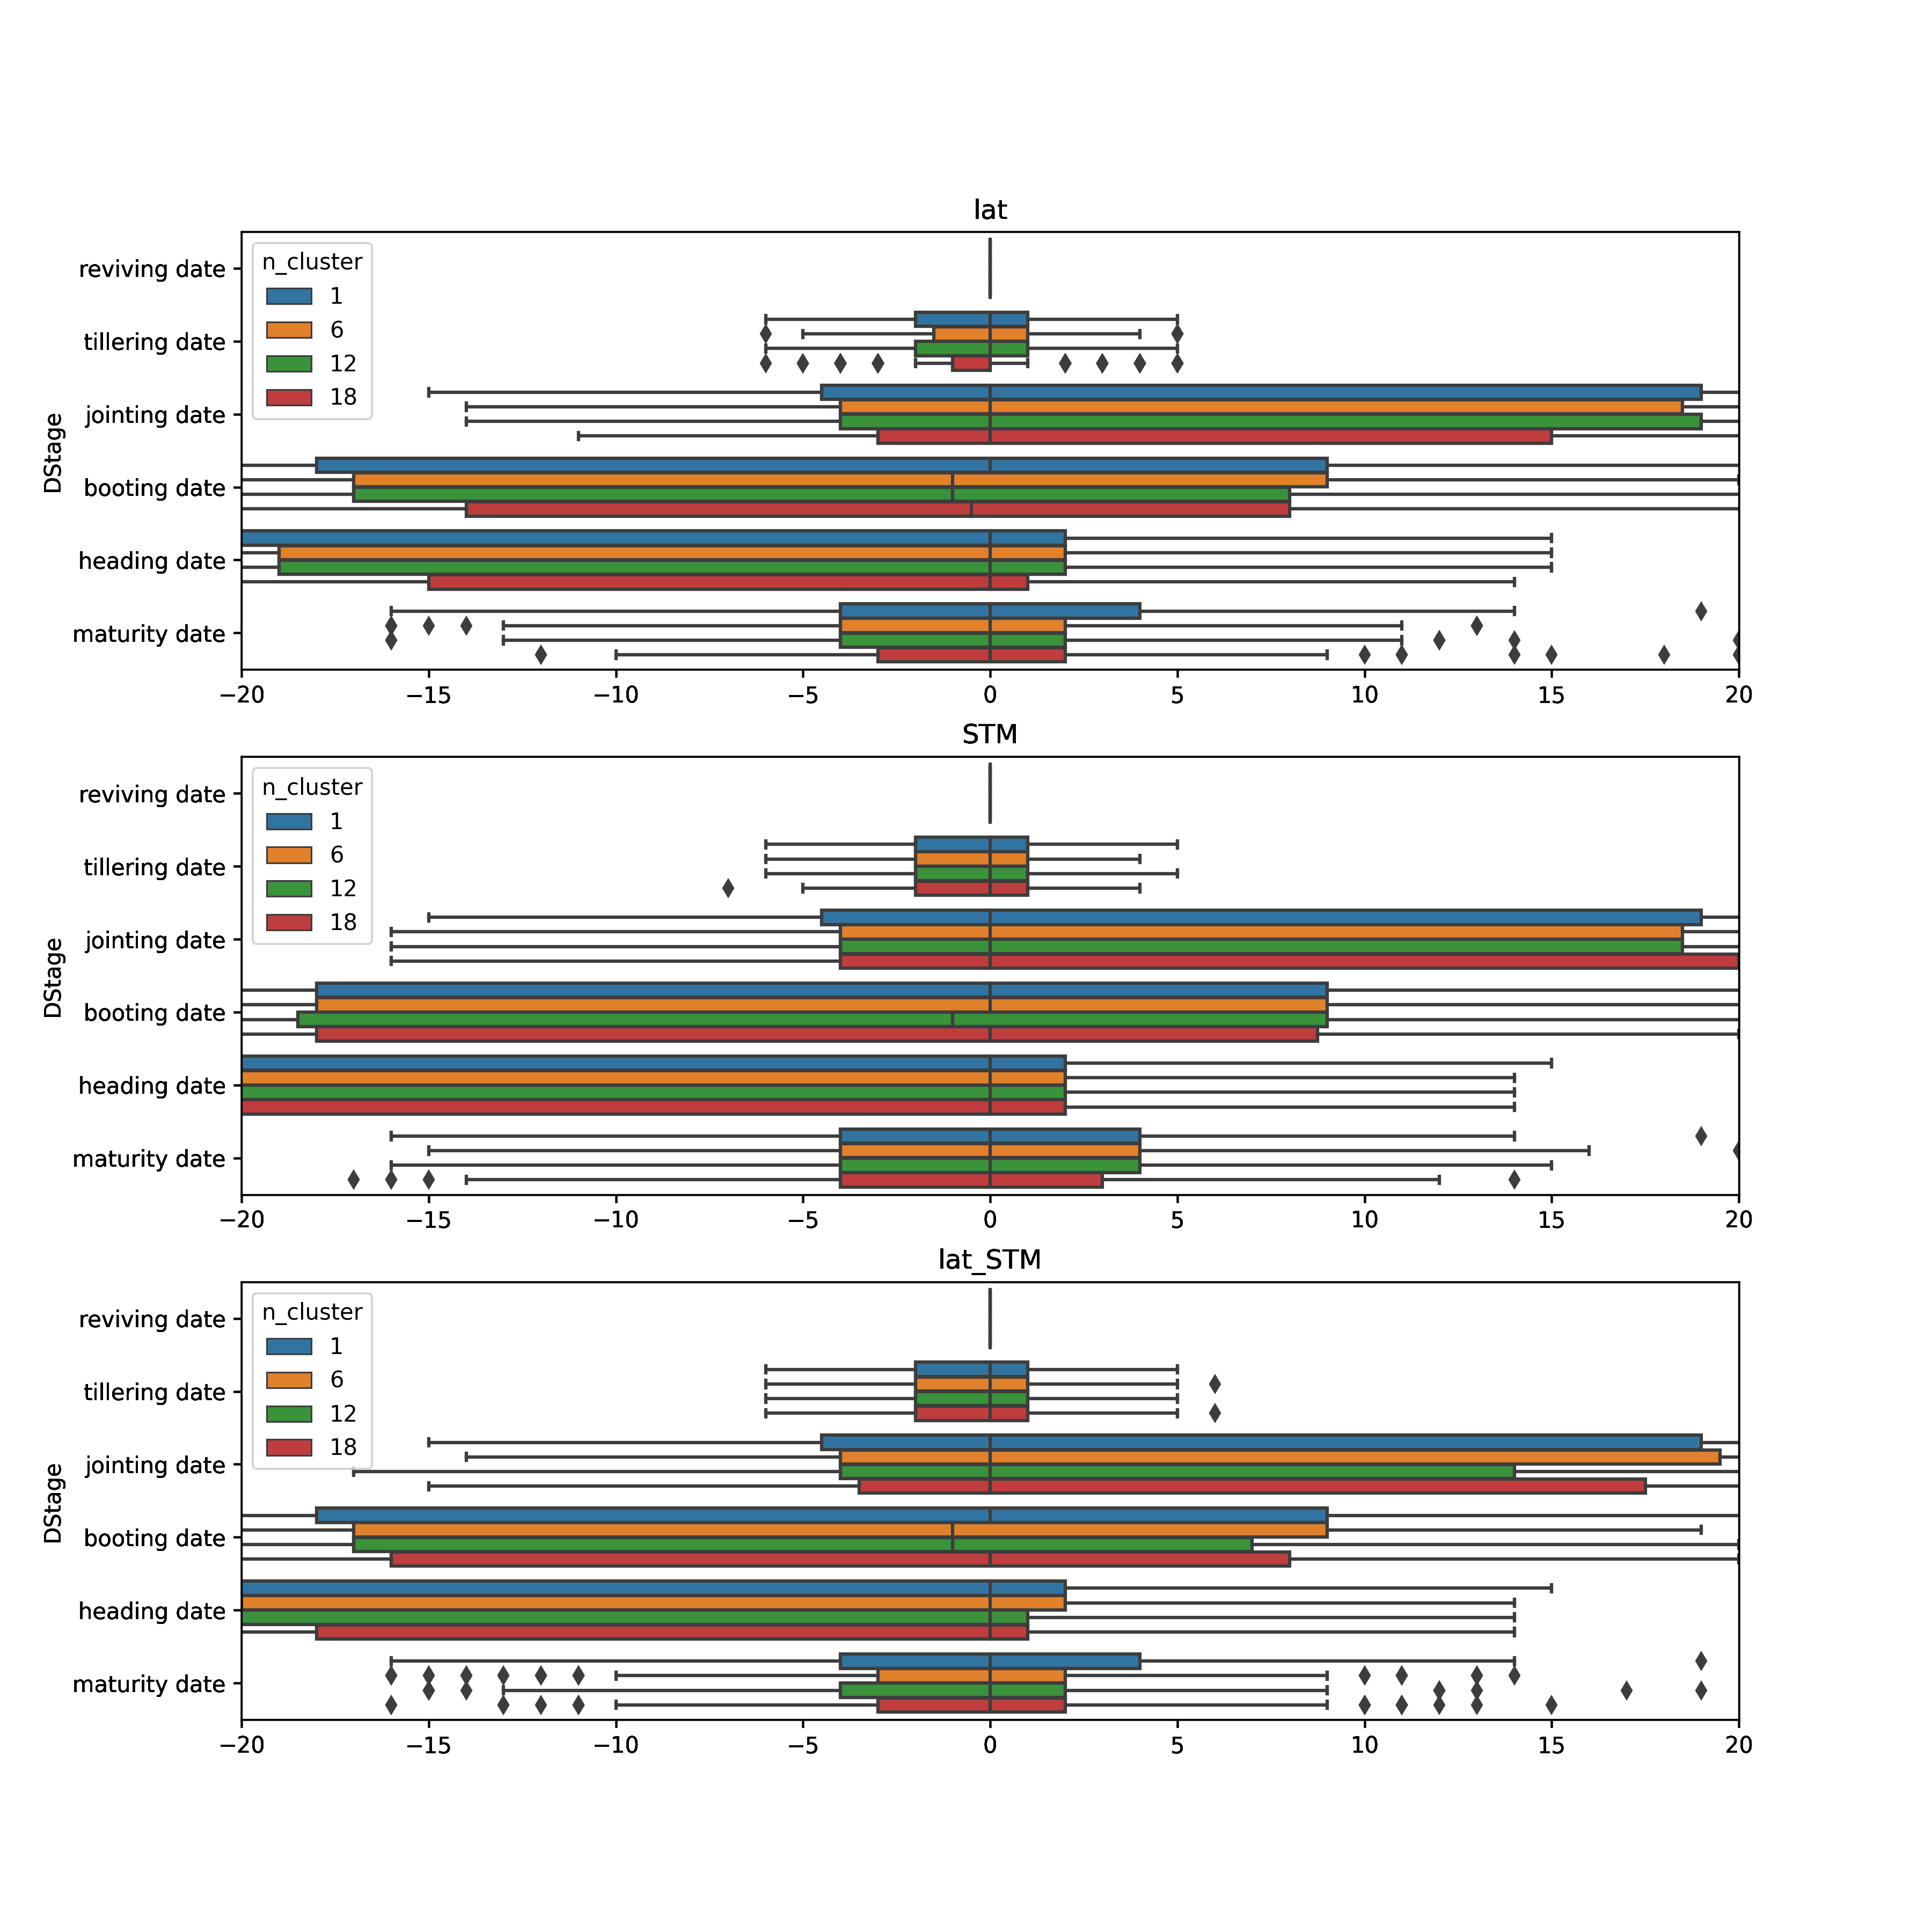 lat
n_cluster
1
6
12
18
DStage
reviving date
tillering date
jointing date
booting date
heading date
maturity date
−20 −15 −10 −5 0 5 10 15 20
STM
n_cluster
1
6
12
18
DStage
reviving date
tillering date
jointing date
booting date
heading date
maturity date
−20 −15 −10 −5 0 5 10 15 20
lat_STM
n_cluster
1
6
12
18
DStage
reviving date
tillering date
jointing date
booting date
heading date
maturity date
−20 −15 −10 −5 0 5 10 15 20